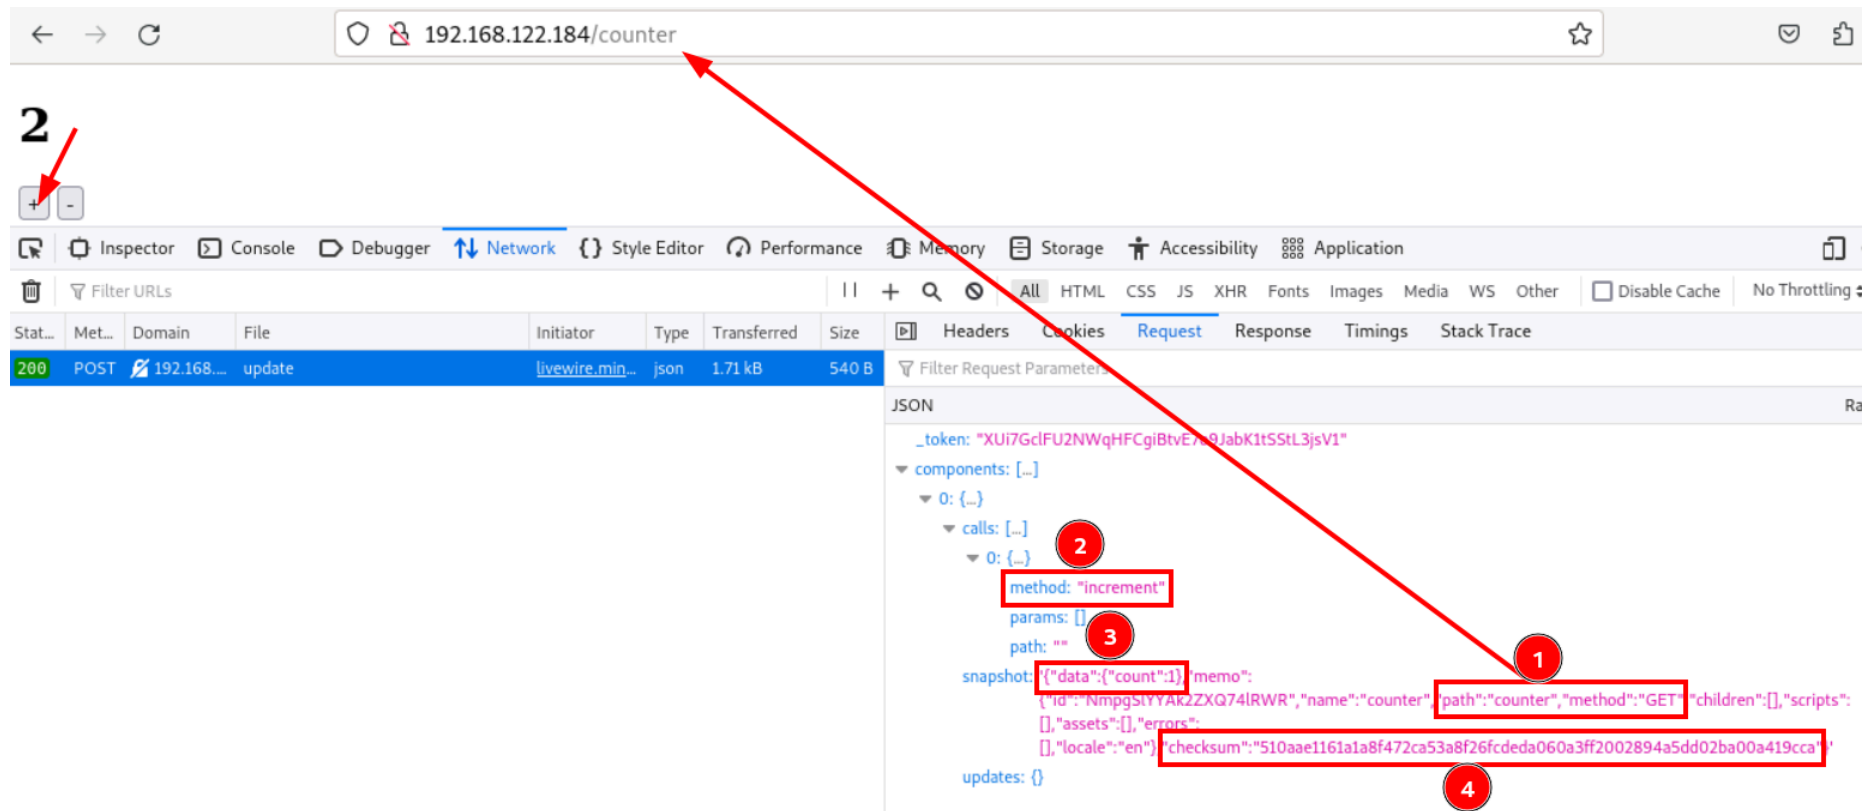 192.168.122.184/counter
2
+ -
Inspector Console Debugger Network {} Style Editor Performance Memory Storage Accessibility Application
Filter URLs
All HTML CSS JS XHR Fonts Images Media WS Other Disable Cache No Throttling
Stat... Met... Domain File Initiator Type Transferred Size Headers Cookies Request Response Timings Stack Trace
200 POST 192.168.... update livewire.min... json 1.71 kB 540 B Filter Request Parameters
JSON Ra
_token:
components: […]
0: {…}
calls: […]
2
0: {…}
method: "increment"
params: []
3
path: ""
1
snapshot: '{"data":{"count":1},"memo":
{"id":"NmpgSlYYAk2ZXQ74lRWR","name":"counter","path":"counter","method":"GET","children":[],"scripts":
[],"assets":[],"errors":
[],"locale":"en"},"checksum":"510aae1161a1a8f472ca53a8f26fcdeda060a3ff2002894a5dd02ba00a419cca"}'
updates: {}
4